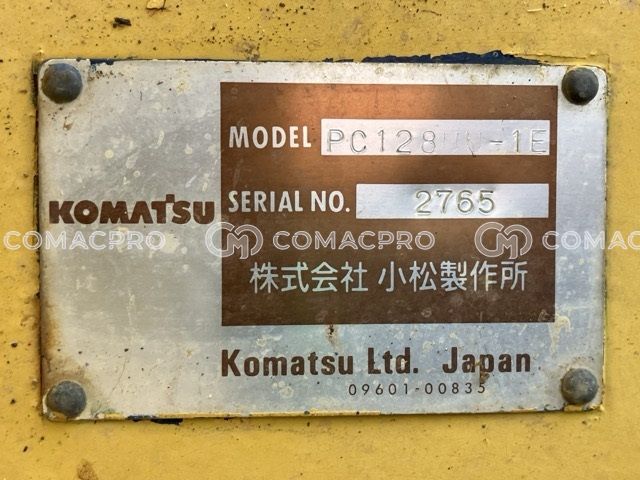 MODEL PC128UU-1E
KOMATSU
SERIAL NO. 2765
COMACPRO COMACPRO COMACPRO
株式会社 小松製作所
Komatsu Ltd. Japan
09601-00835